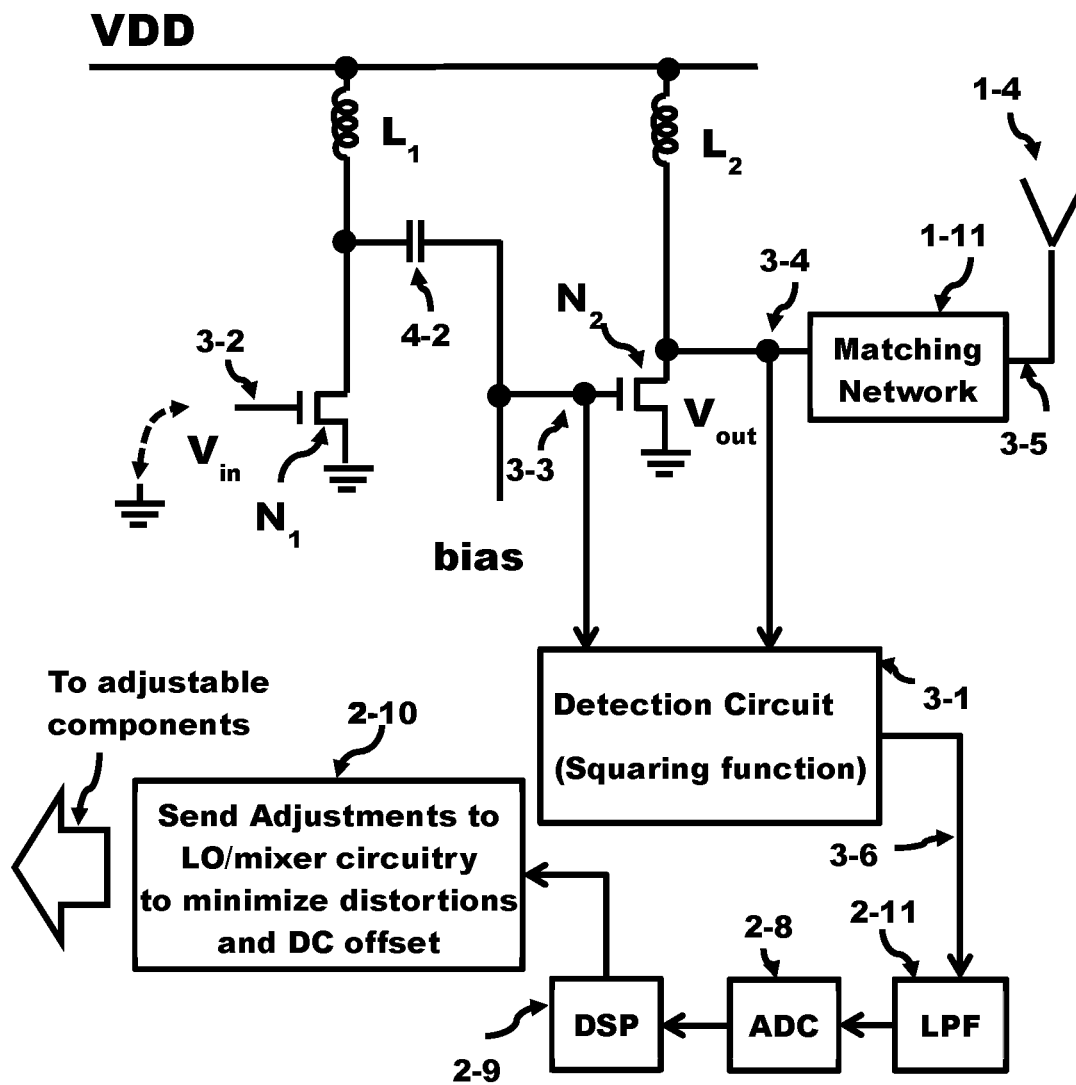 VDD
1-4
L1
L2
1-11
3-4
N2
4-2
3-2
Matching
Network
Vin
Vout
3-5
3-3
N1
bias
To adjustable
components
2-10
Detection Circuit
(Squaring function)
3-1
Send Adjustments to
LO/mixer circuitry
to minimize distortions
and DC offset
3-6
2-8
2-11
DSP
ADC
LPF
2-9